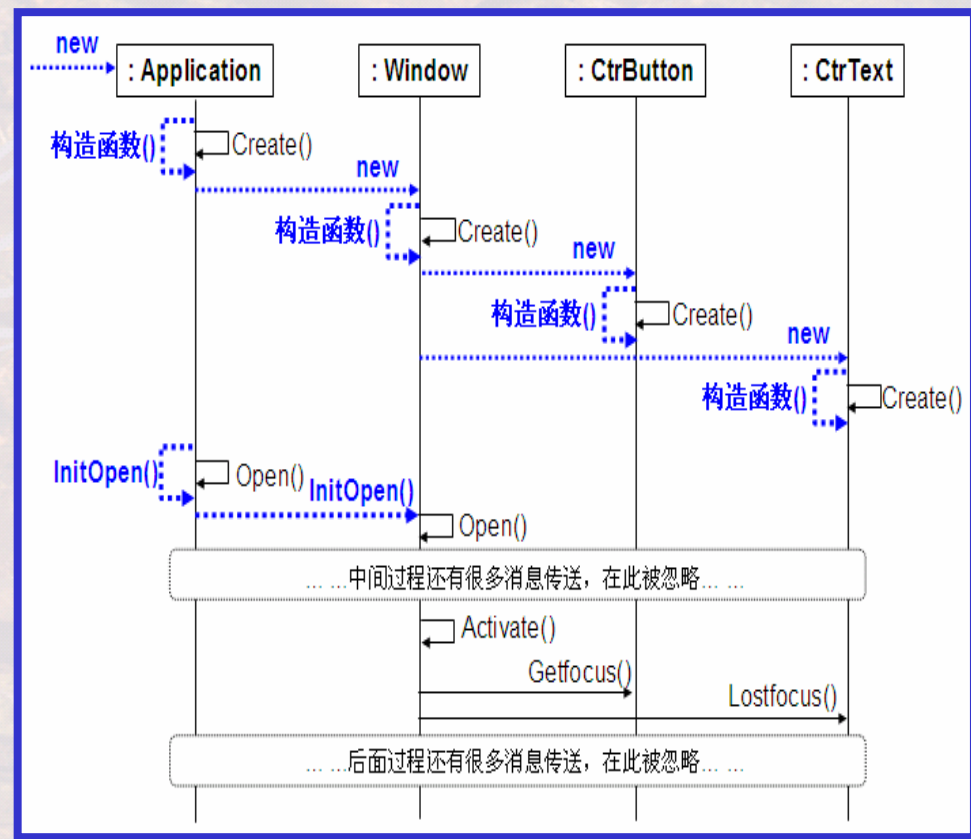 new
: Application
: Window
: CtrButton
: CtrText
构造函数()
Create()
new
构造函数()
Create()
new
构造函数()
Create()
new
构造函数()
Create()
InitOpen()
Open()
InitOpen()
Open()
... ...中间过程还有很多消息传送，在此被忽略... ...
Activate()
Getfocus()
Lostfocus()
... ...后面过程还有很多消息传送，在此被忽略... ...